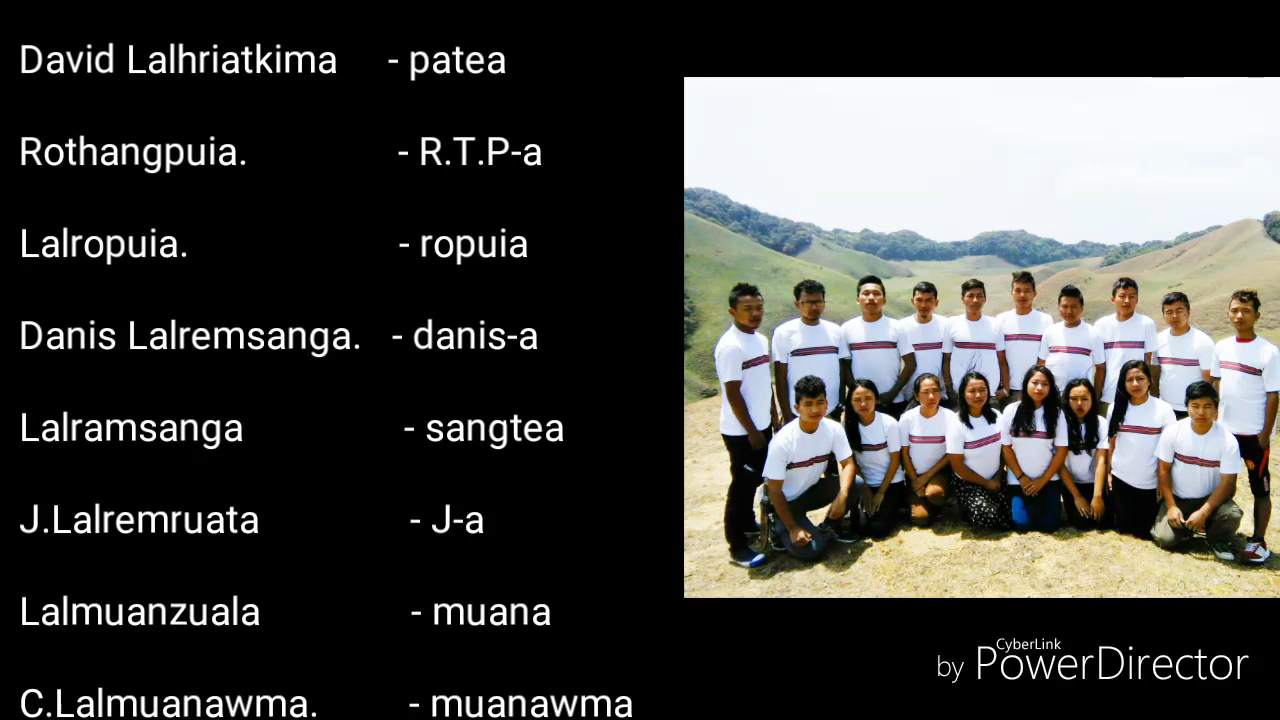 David Lalhriatkima - patea
Rothangpuia. - R.T.P-a
Lalropuia. - ropuia
Danis Lalremsanga. - danis-a
Lalramsanga - sangtea
J.Lalremruata - J-a
Lalmuanzuala - muana
C.Lalmuanawma. - muanawma
by CyberLink PowerDirector